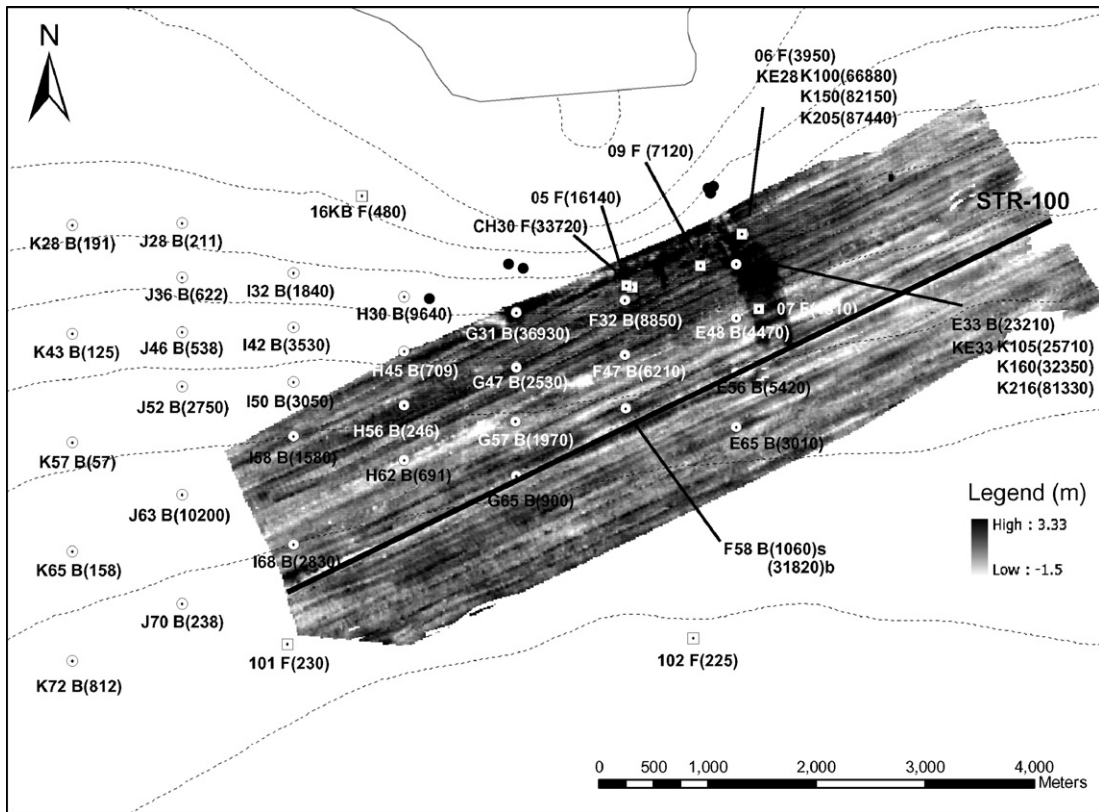 N
06 F(3950)
KE28 K100(66880)
K150(82150)
K205(87440)
09 F (7120)
05 F(16140)
CH30 F(33720)
STR-100
16KB F(480)
K28 B(191)
J28 B(211)
J36 B(622)
I32 B(1840)
H30 B(9640)
G31 B(36930)
F32 B(8850)
E48 B(4470)
K43 B(125)
J46 B(538)
I42 B(3530)
H45 B(709)
G47 B(2530)
F47 B(6210)
E33 B(23210)
KE33 K105(25710)
K160(32350)
K216(81330)
J52 B(2750)
I50 B(3050)
E56 B(5420)
H56 B(246)
G57 B(1970)
E65 B(3010)
K57 B(57)
I58 B(1580)
H62 B(691)
G65 B(900)
J63 B(10200)
Legend (m)
High : 3.33
Low : -1.5
F58 B(1060)s
(31820)b
K65 B(158)
I68 B(2830)
J70 B(238)
101 F(230)
102 F(225)
K72 B(812)
0 500 1,000 2,000 3,000 4,000
Meters